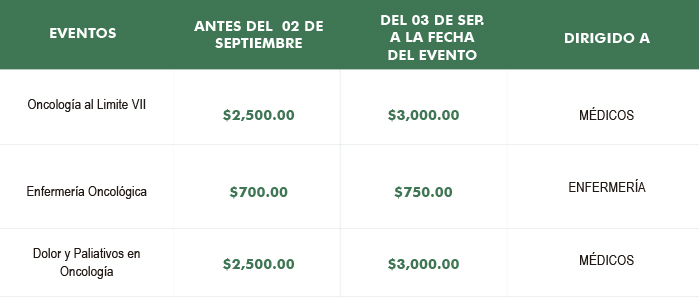 EVENTOS
ANTES DEL 02 DE
SEPTIEMBRE
DEL 03 DE SEP.
A LA FECHA
DEL EVENTO
DIRIGIDO A
Oncología al Limite VII
$2,500.00
$3,000.00
MÉDICOS
Enfermería Oncológica
$700.00
$750.00
ENFERMERÍA
Dolor y Paliativos en
Oncología
$2,500.00
$3,000.00
MÉDICOS